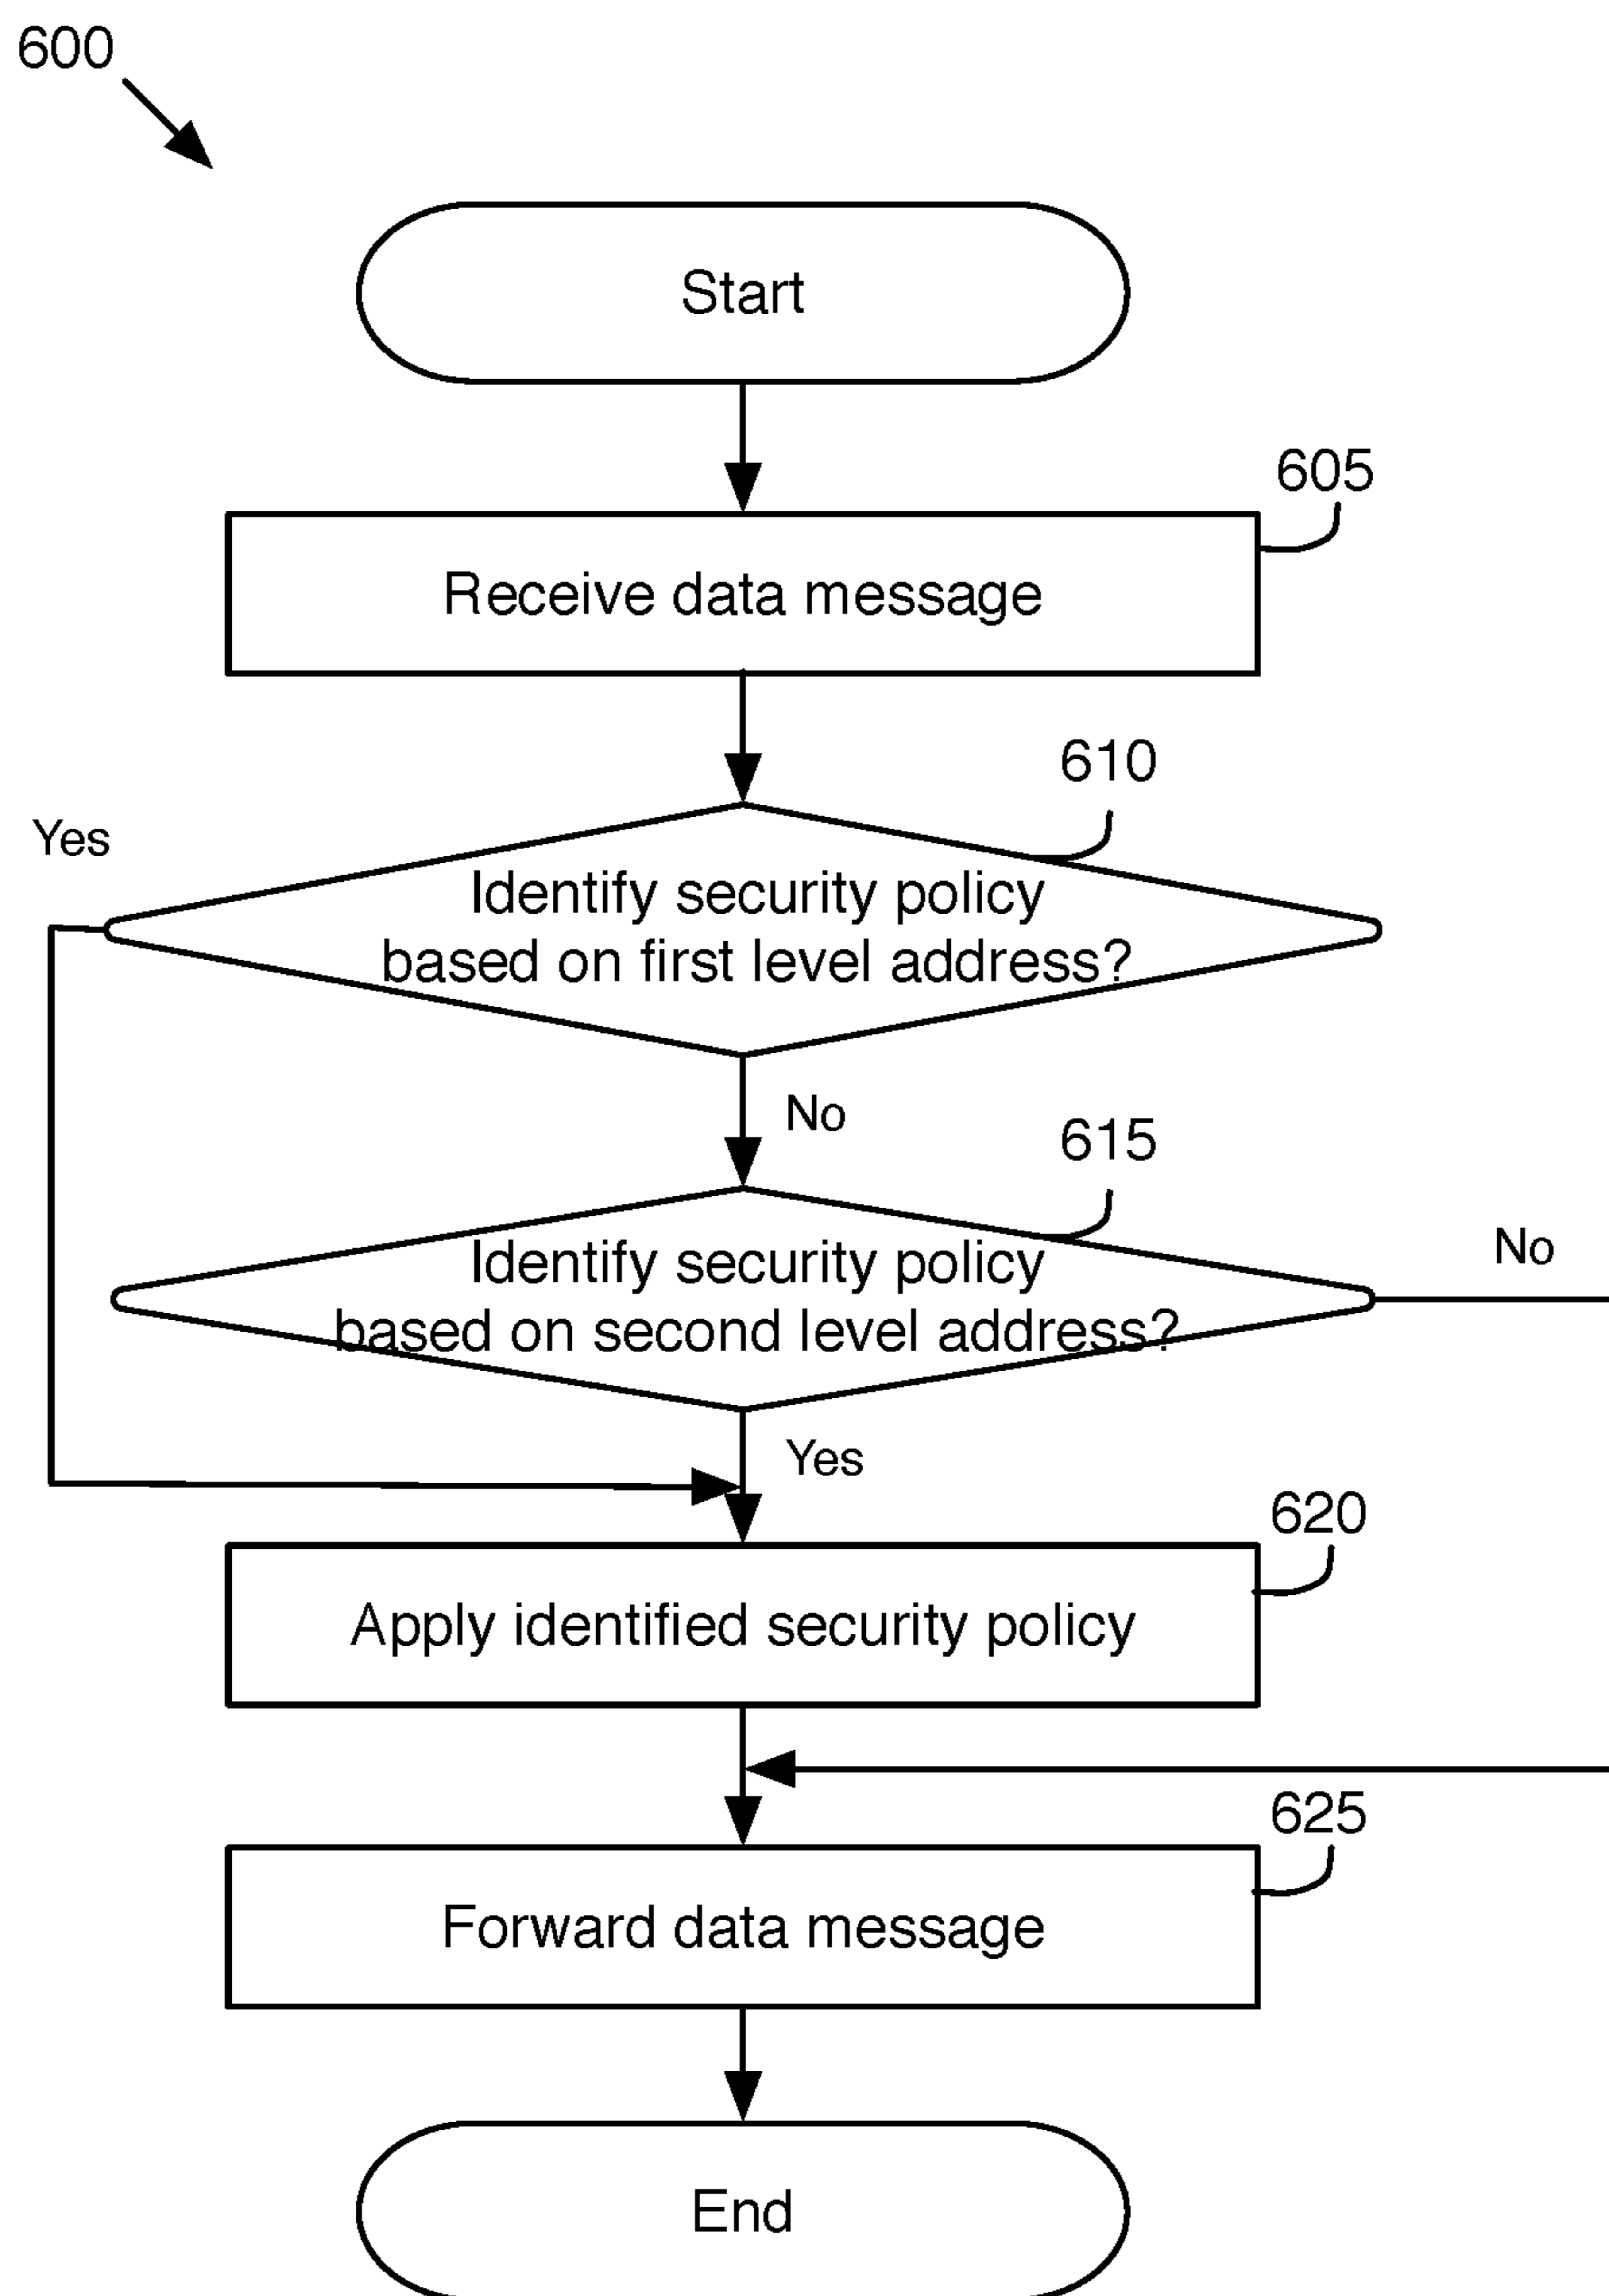 600
Start
605
Receive data message
610
Yes
Identify security policy
based on first level address?
No
615
No
Identify security policy
based on second level address?
Yes
620
Apply identified security policy
625
Forward data message
End